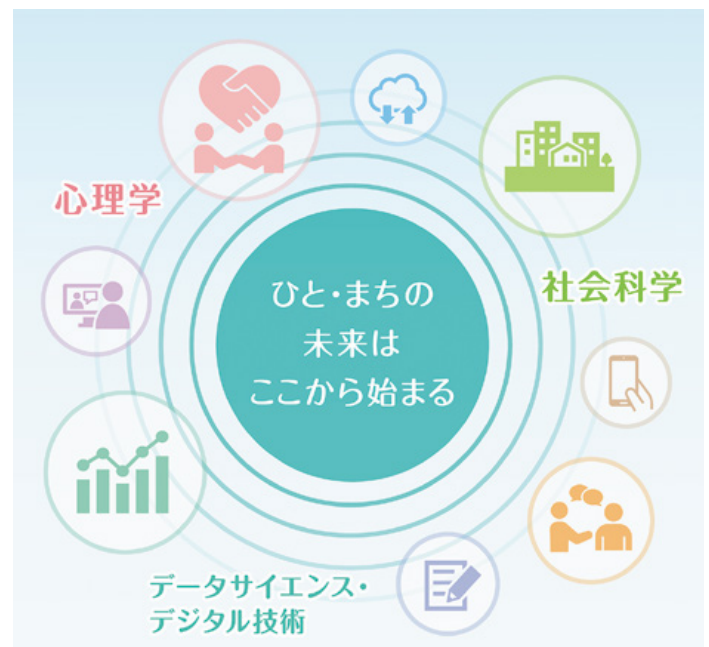 心理学
社会科学
ひと・まちの
未来は
ここから始まる
データサイエンス・
デジタル技術